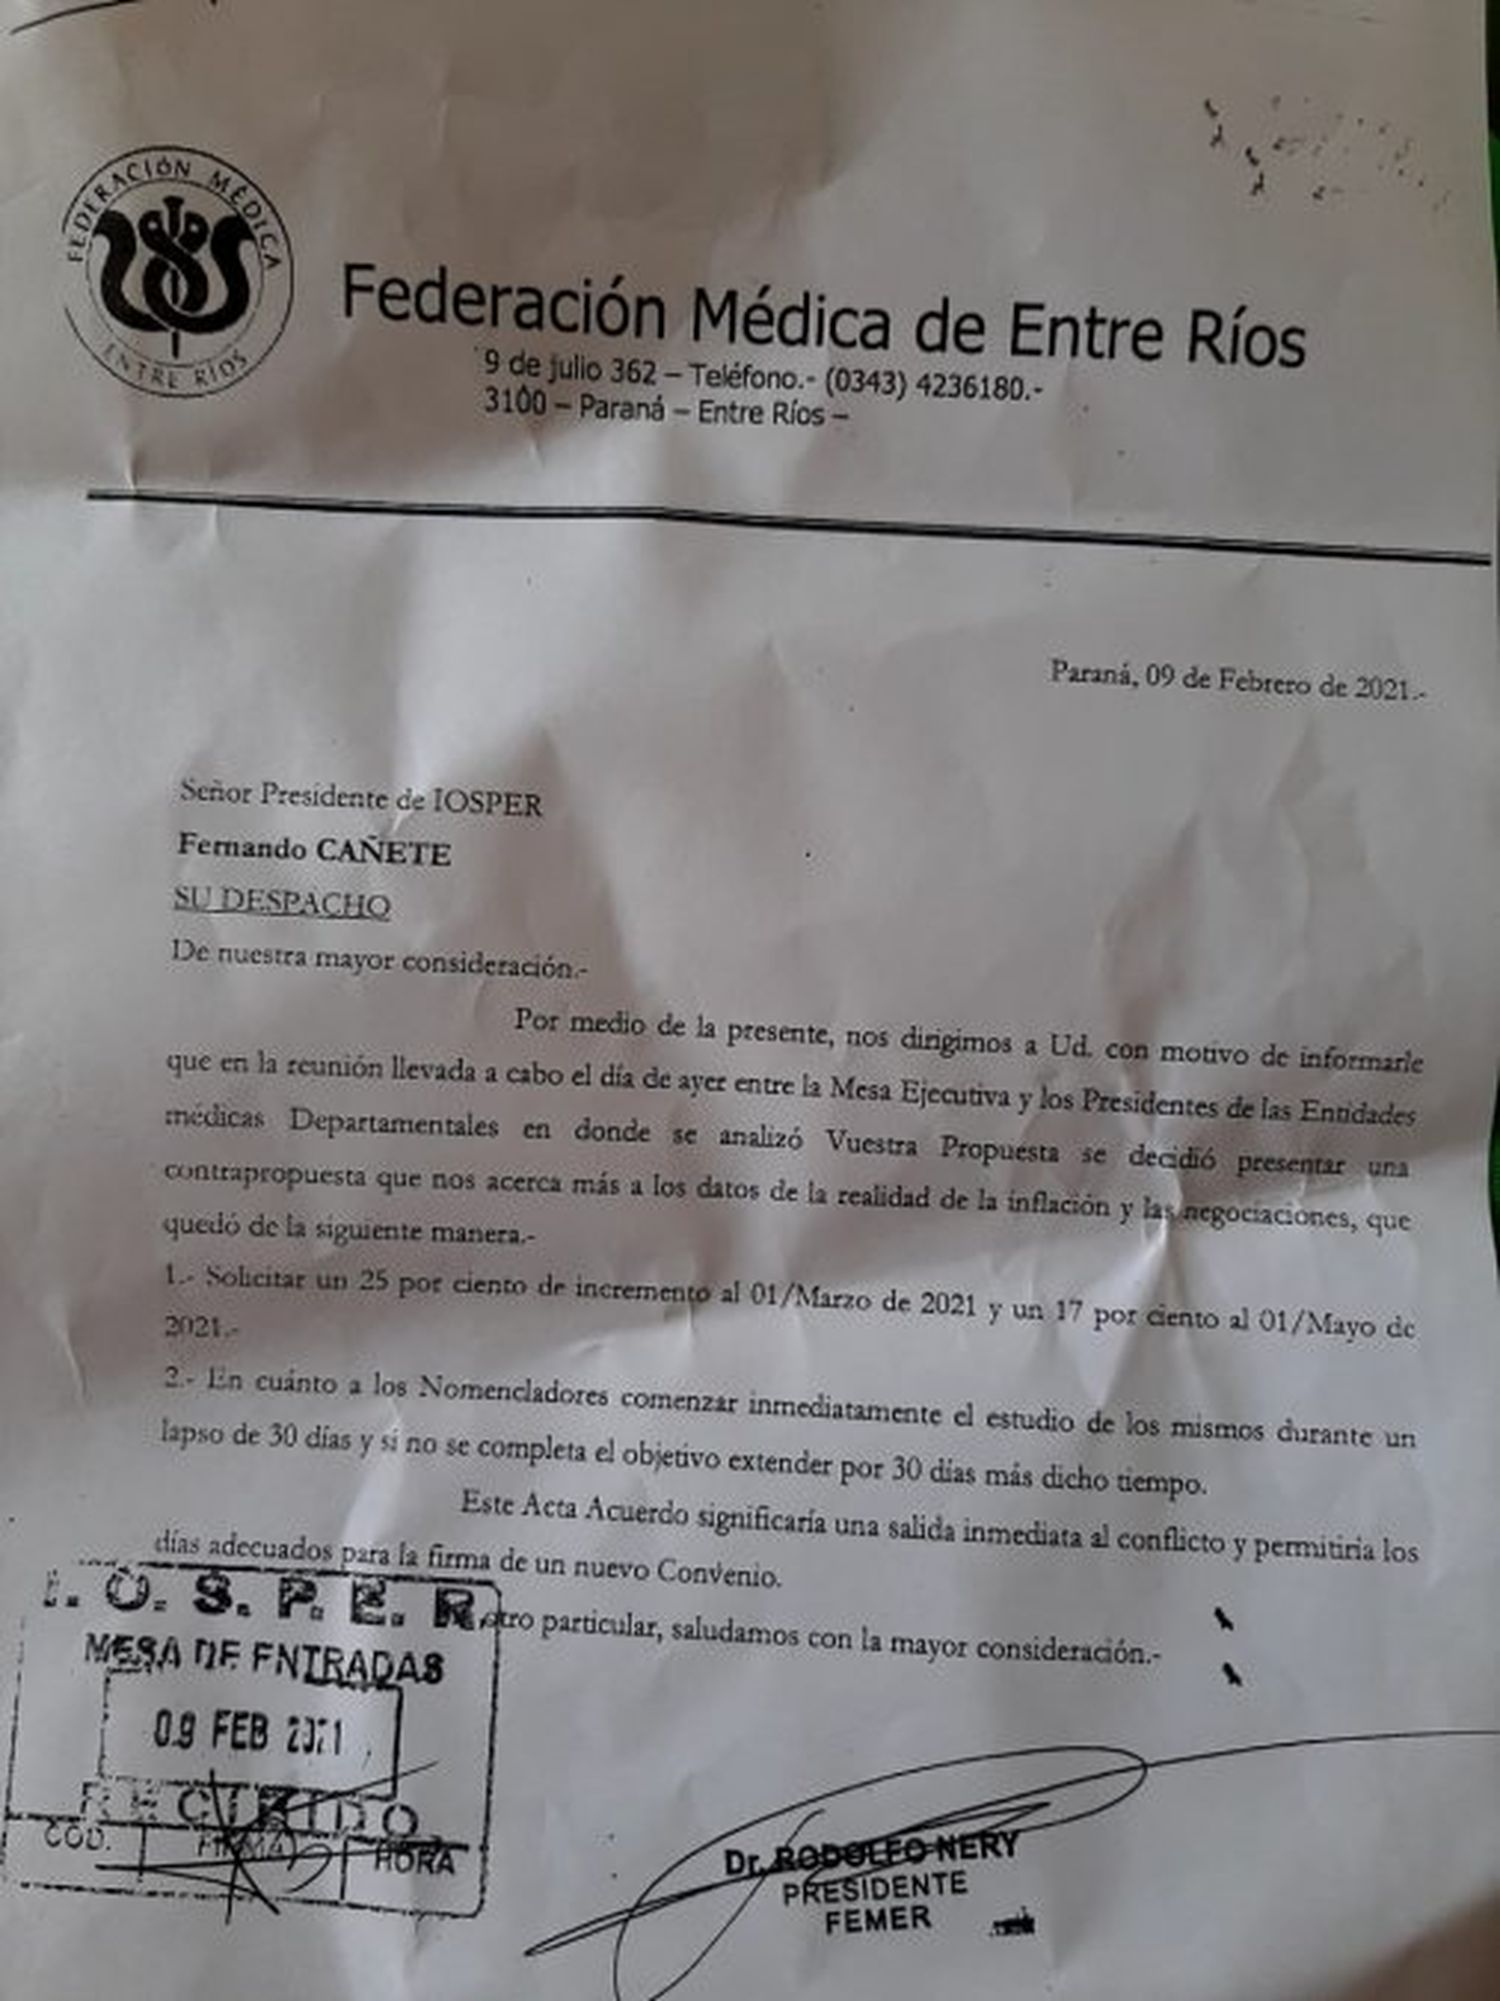 FEDERACIÓN MÉDICA
ENTRE RÍOS
Federación Médica de Entre Ríos
9 de julio 362 – Teléfono.- (0343) 4236180.-
3100 – Paraná – Entre Ríos –
Paraná, 09 de Febrero de 2021.-
Señor Presidente de IOSPER
Fernando CAÑETE
SU DESPACHO
De nuestra mayor consideración.-
Por medio de la presente, nos dirigimos a Ud. con motivo de informarle
que en la reunión llevada a cabo el día de ayer entre la Mesa Ejecutiva y los Presidentes de las Entidades
médicas Departamentales en donde se analizó Vuestra Propuesta se decidió presentar una
contrapropuesta que nos acerca más a los datos de la realidad de la inflación y las negociaciones, que
quedó de la siguiente manera.-
1.- Solicitar un 25 por ciento de incremento al 01/Marzo de 2021 y un 17 por ciento al 01/Mayo de
2021.-
2.- En cuánto a los Nomencladores comenzar inmediatamente el estudio de los mismos durante un
lapso de 30 días y si no se completa el objetivo extender por 30 días más dicho tiempo.
Este Acta Acuerdo significaría una salida inmediata al conflicto y permitiria los
días adecuados para la firma de un nuevo Convenio.
otro particular, saludamos con la mayor consideración.-
I. O. S. P. E. R.
MESA DE ENTRADAS
09 FEB 2021
RECIBIDO
COD. FIRMA HORA
Dr. RODOLFO NERY
PRESIDENTE
FEMER